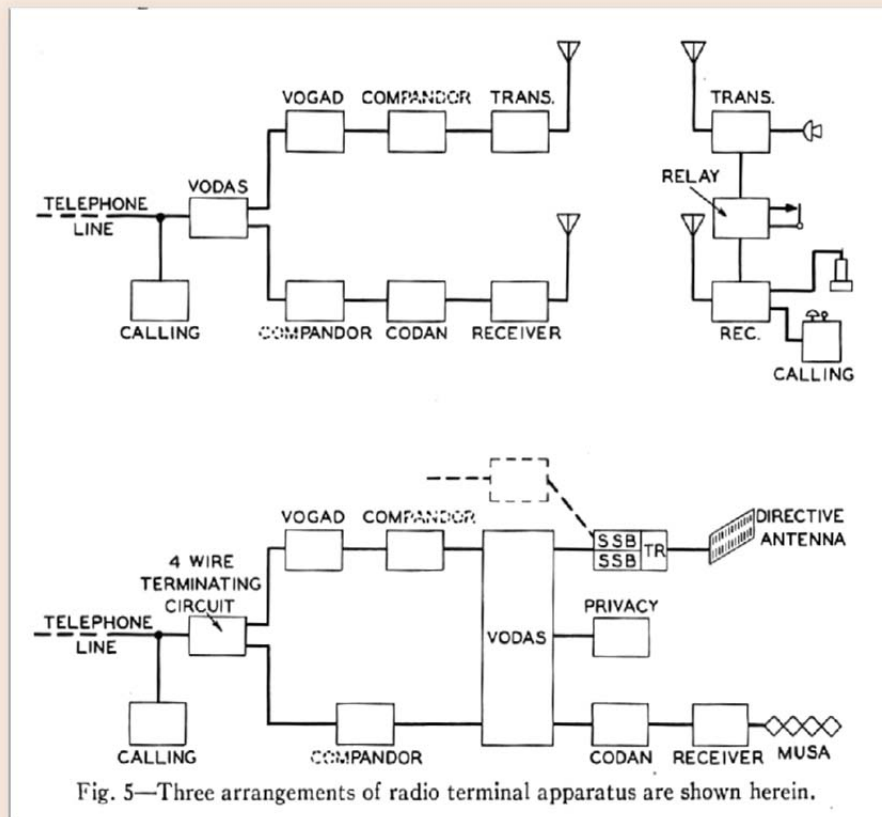 VOGAD COMPANDOR TRANS.
TRANS.
VODAS
RELAY
TELEPHONE
LINE
CALLING
COMPANDOR CODAN RECEIVER
REC.
CALLING
VOGAD COMPANDOR
DIRECTIVE
ANTENNA
SSB
SSB
TR
4 WIRE
TERMINATING
CIRCUIT
PRIVACY
TELEPHONE
LINE
VODAS
CALLING
COMPANDOR
CODAN RECEIVER MUSA
Fig. 5—Three arrangements of radio terminal apparatus are shown herein.